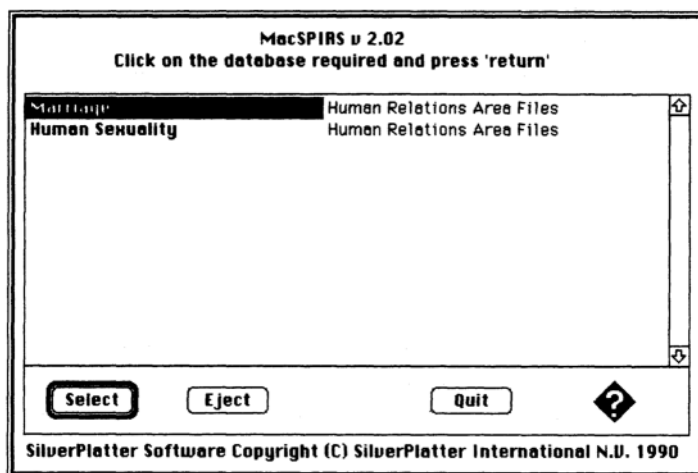 MacSPIRS v 2.02
Click on the database required and press 'return'
Marriage Human Relations Area Files
Human Sexuality Human Relations Area Files
Select Eject Quit ?
SilverPlatter Software Copyright (C) SilverPlatter International N.V. 1990